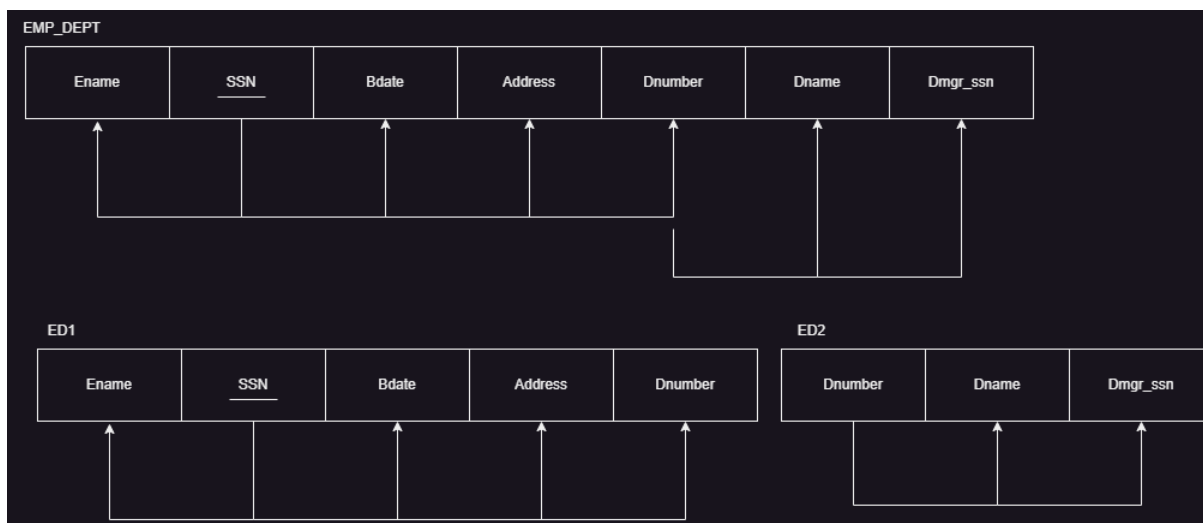 EMP_DEPT
Ename SSN Bdate Address Dnumber Dname Dmgr_ssn
ED1 ED2
Ename SSN Bdate Address Dnumber Dnumber Dname Dmgr_ssn